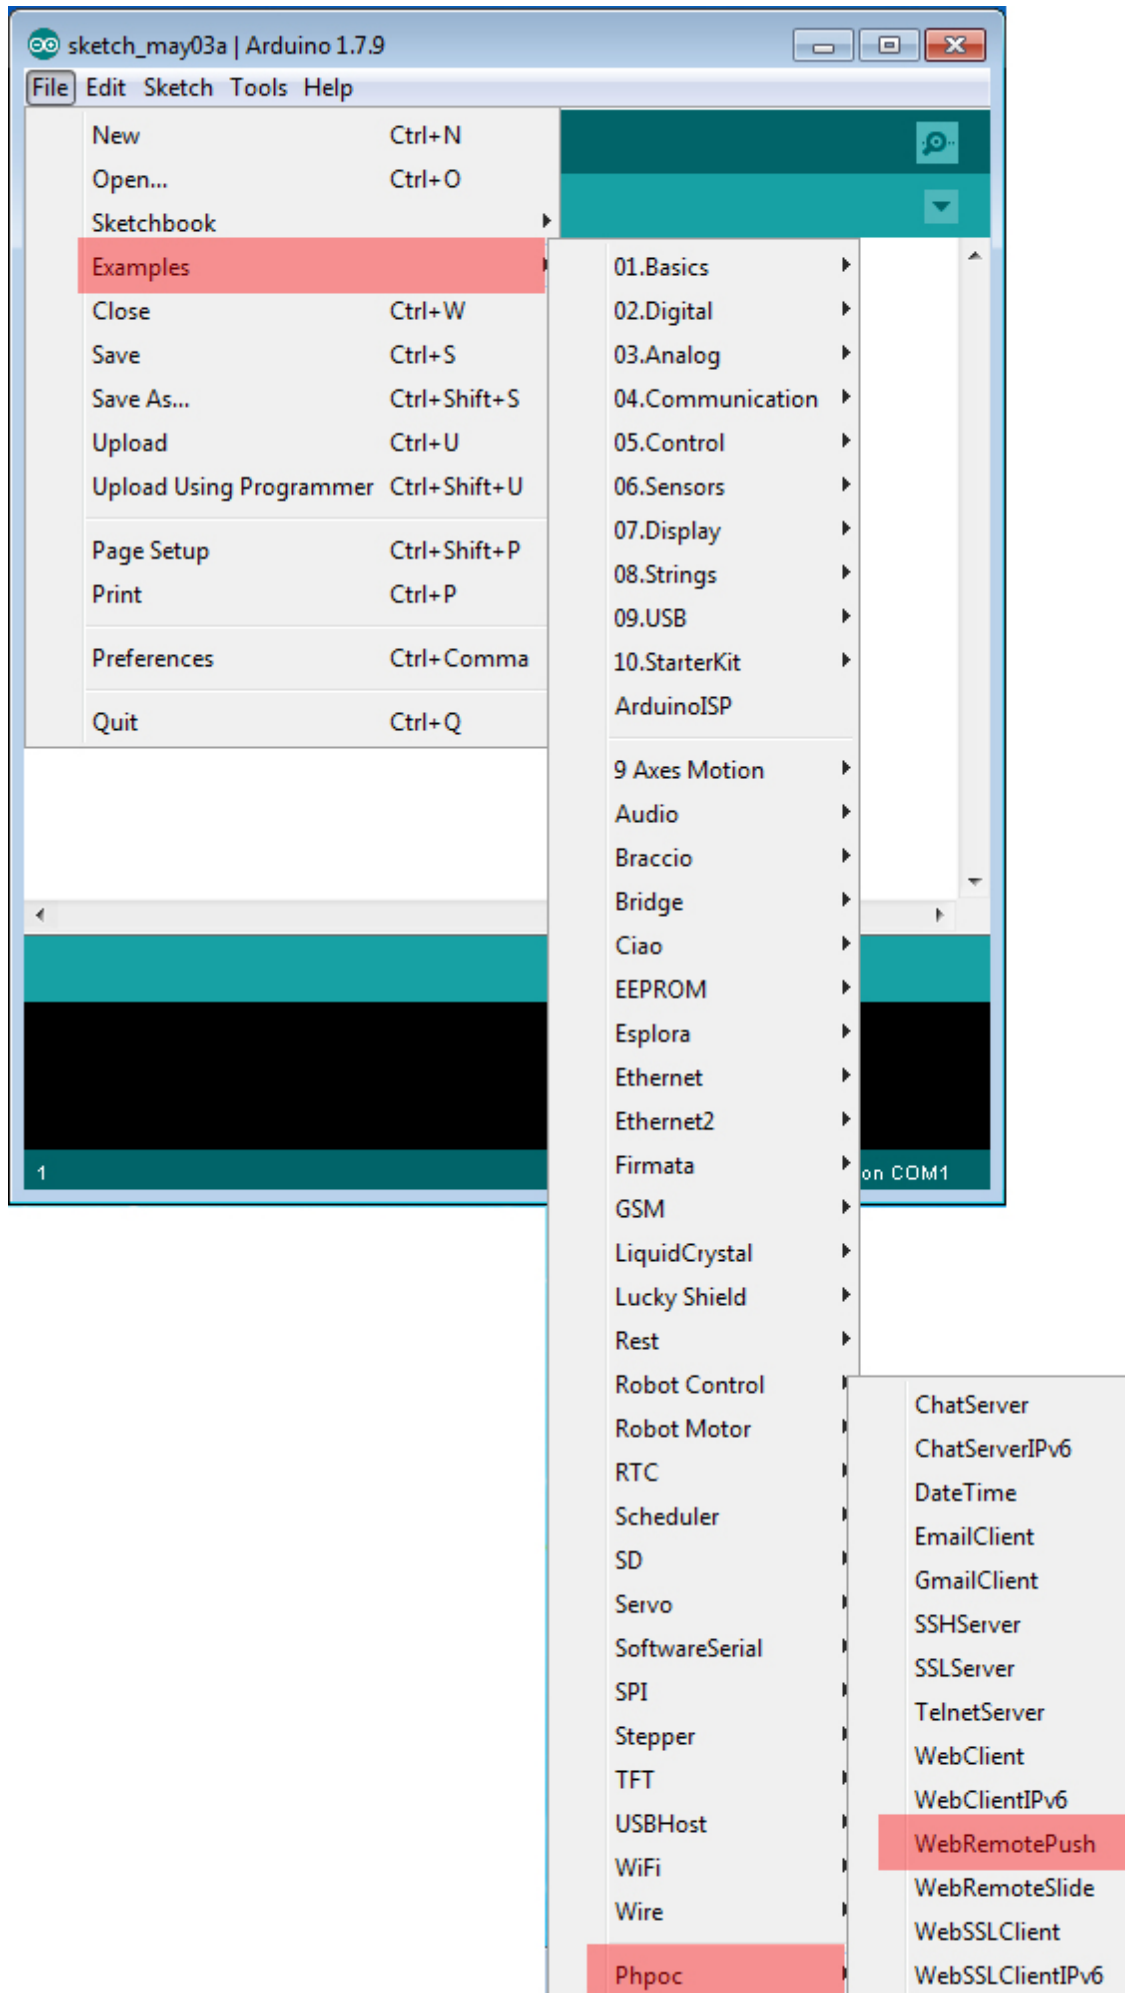 sketch_may03a | Arduino 1.7.9
File Edit Sketch Tools Help
New Ctrl+N
Open... Ctrl+O
Sketchbook
Examples
Close Ctrl+W
Save Ctrl+S
Save As... Ctrl+Shift+S
Upload Ctrl+U
Upload Using Programmer Ctrl+Shift+U
Page Setup Ctrl+Shift+P
Print Ctrl+P
Preferences Ctrl+Comma
Quit Ctrl+Q
01.Basics
02.Digital
03.Analog
04.Communication
05.Control
06.Sensors
07.Display
08.Strings
09.USB
10.StarterKit
ArduinoISP
9 Axes Motion
Audio
Braccio
Bridge
Ciao
EEPROM
Esplora
Ethernet
Ethernet2
Firmata
GSM
LiquidCrystal
Lucky Shield
Rest
Robot Control
Robot Motor
RTC
Scheduler
SD
Servo
SoftwareSerial
SPI
Stepper
TFT
USBHost
WiFi
Wire
Phpoc
ChatServer
ChatServerIPv6
DateTime
EmailClient
GmailClient
SSHServer
SSLServer
TelnetServer
WebClient
WebClientIPv6
WebRemotePush
WebRemoteSlide
WebSSLClient
WebSSLClientIPv6
1 on COM1